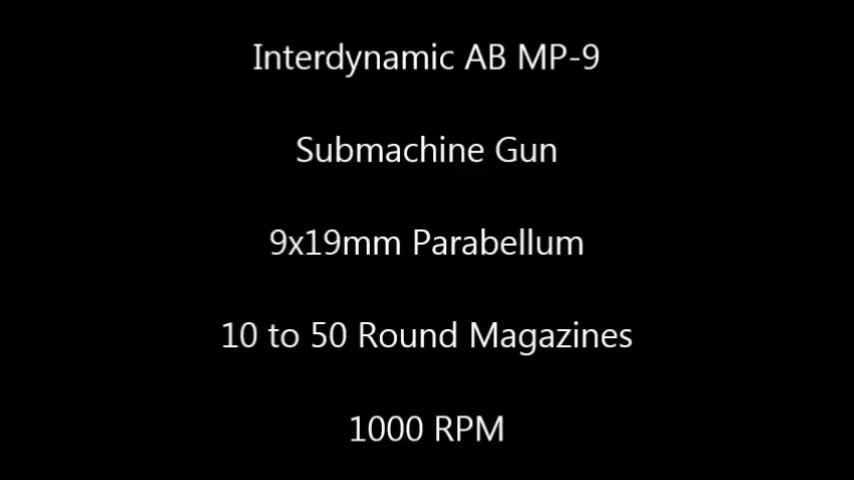 Interdynamic AB MP-9
Submachine Gun
9x19mm Parabellum
10 to 50 Round Magazines
1000 RPM